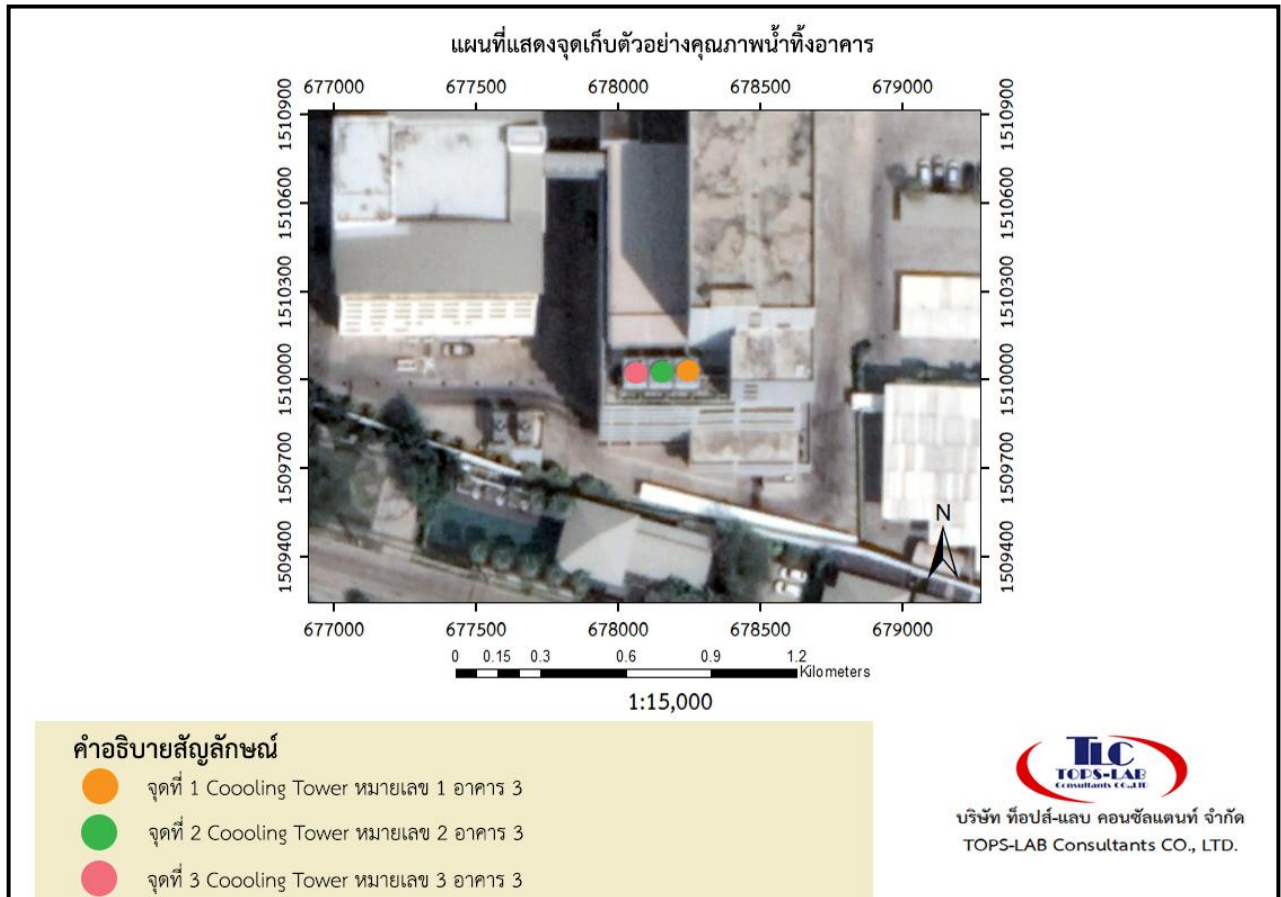 แผนที่แสดงจุดเก็บตัวอย่างคุณภาพน้ำทิ้งอาคาร
677000 677500 678000 678500 679000
1510900 1510900
1510600 1510600
1510300 1510300
1510000 1510000
1509700 1509700
1509400 1509400
N
677000 677500 678000 678500 679000
0 0.15 0.3 0.6 0.9 1.2
Kilometers
1:15,000
คำอธิบายสัญลักษณ์
จุดที่ 1 Coooling Tower หมายเลข 1 อาคาร 3
จุดที่ 2 Coooling Tower หมายเลข 2 อาคาร 3
จุดที่ 3 Coooling Tower หมายเลข 3 อาคาร 3
TLC
TOPS-LAB
Consultants CO.,LTD
บริษัท ท็อปส์-แลบ คอนซัลแตนท์ จำกัด
TOPS-LAB Consultants CO., LTD.